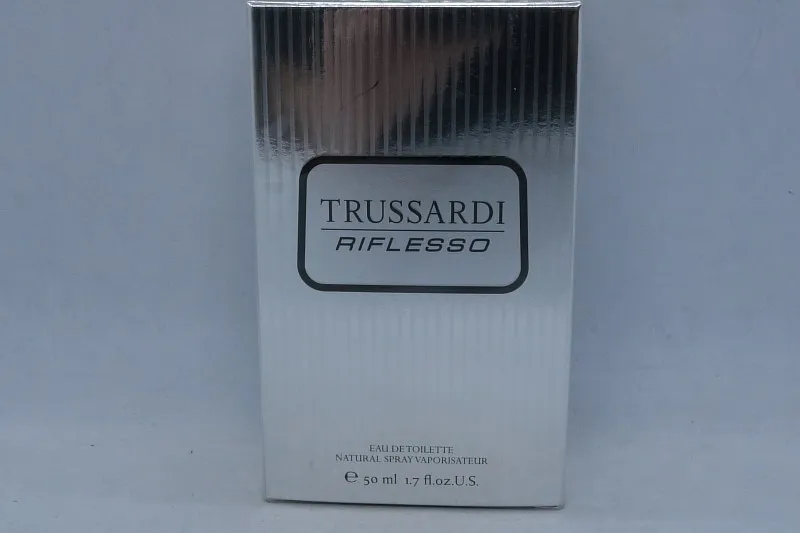 TRUSSARDI
RIFLESSO
EAU DE TOILETTE
NATURAL SPRAY VAPORISATEUR
℮ 50 ml 1.7 fl.oz.U.S.